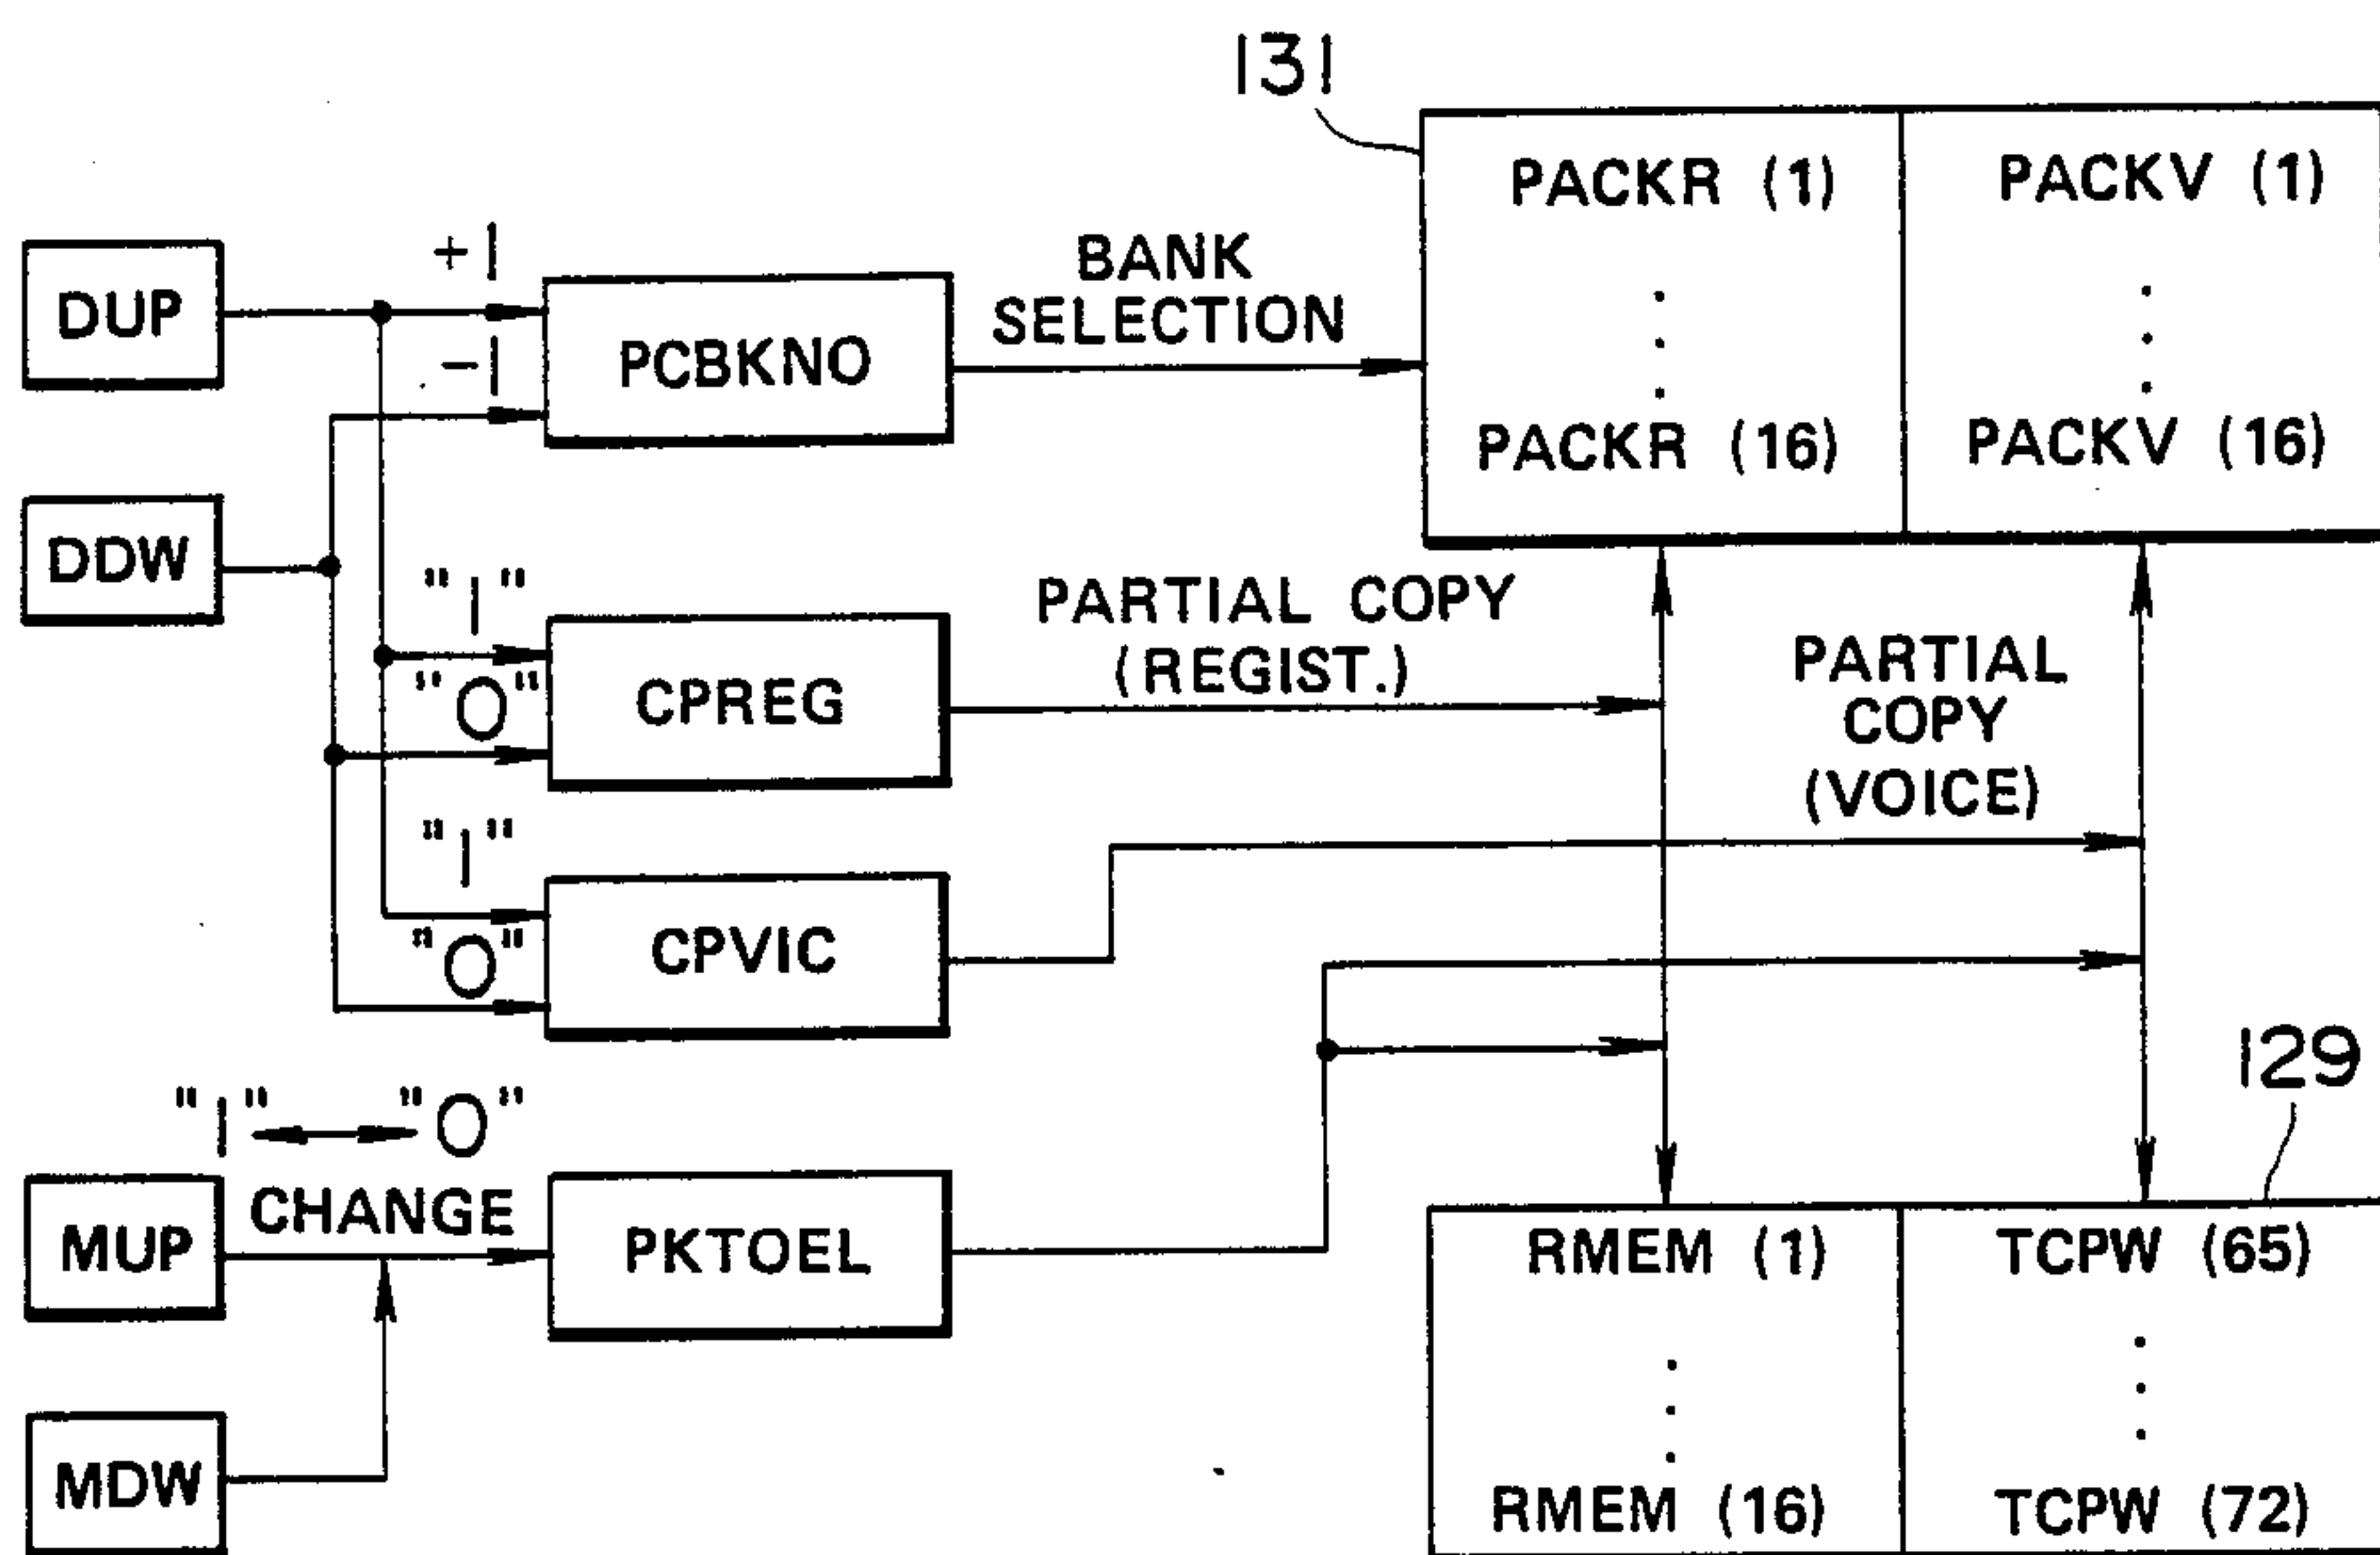 131
PACKR (1)
PACKV (1)
PACKR (16)
PACKV (16)
DUP
+1
-1
PCBKNO
BANK
SELECTION
DDW
"1"
"0"
CPREG
PARTIAL COPY
(REGIST.)
PARTIAL
COPY
(VOICE)
"1"
"0"
CPVIC
129
"1" "0"
CHANGE
MUP
PKTOEL
MDW
RMEM (1)
TCPW (65)
RMEM (16)
TCPW (72)